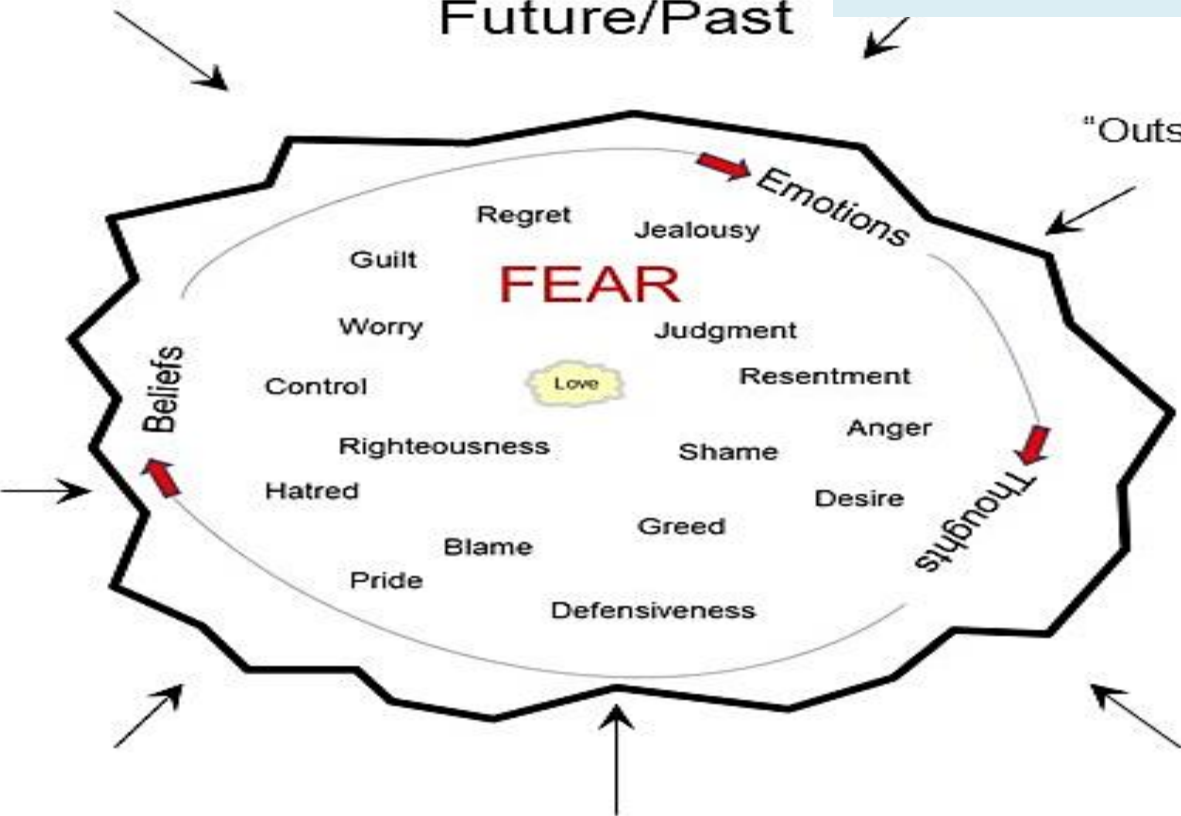 Future/Past
“Outs
Emotions
Regret
Jealousy
Guilt
FEAR
Worry
Judgment
Beliefs
Love
Control
Resentment
Anger
Righteousness
Shame
Hatred
Desire
Thoughts
Greed
Blame
Pride
Defensiveness